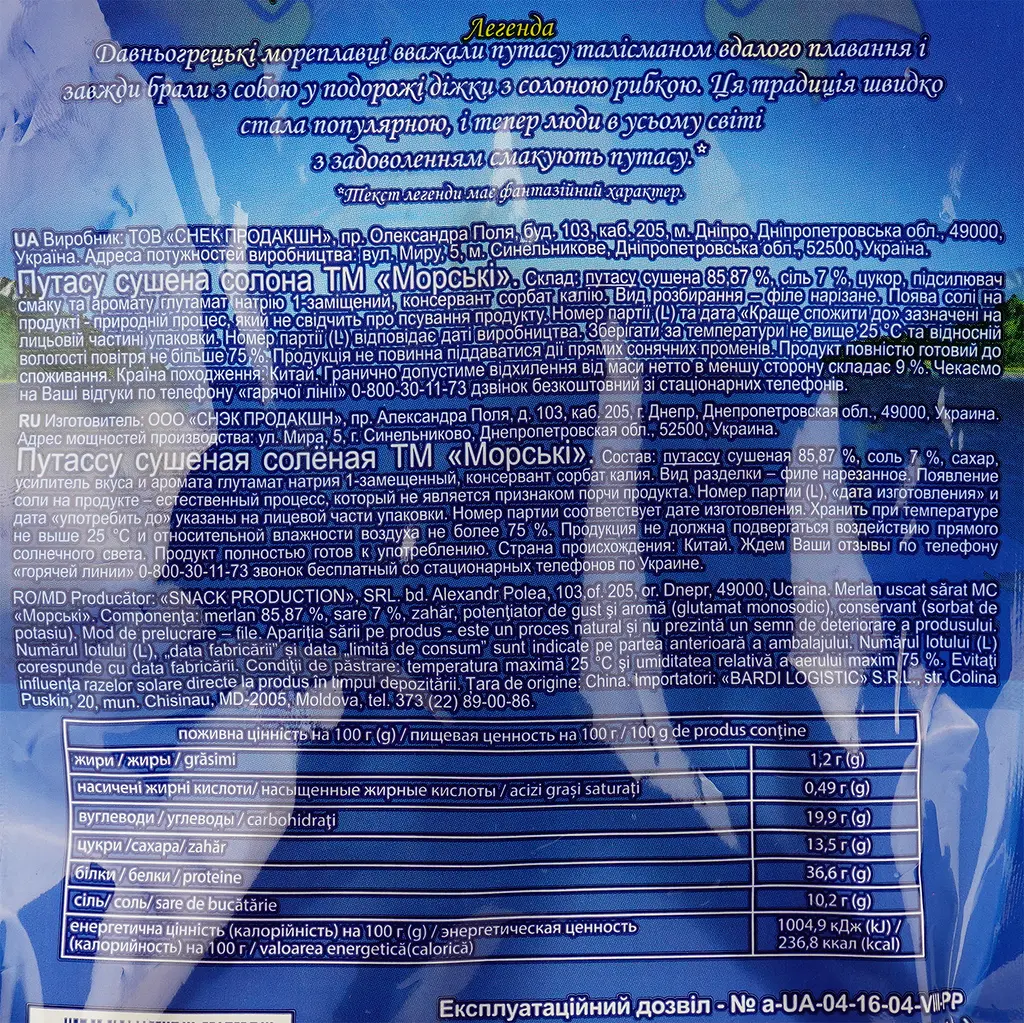 Легенда
Давньогрецькі мореплавці вважали путасу талісманом вдалого плавання і
завжди брали з собою у подорожі діжки з солоною рибкою. Ця традиція швидко
стала популярною, і тепер люди в усьому світі
з задоволенням смакують путасу.*
*Текст легенди має фантазійний характер.
UA Виробник: ТОВ «СНЕК ПРОДАКШН», пр. Олександра Поля, буд. 103, каб. 205, м. Дніпро, Дніпропетровська обл., 49000,
Україна. Адреса потужностей виробництва: вул. Миру, 5, м. Синельникове, Дніпропетровська обл., 52500, Україна.
Путасу сушена солона ТМ «Морські». Склад: путасу сушена 85,87 %, сіль 7 %, цукор, підсилювач
смаку та аромату глутамат натрію 1-заміщений, консервант сорбат калію. Вид розбирання – філе нарізане. Поява солі на
продукті - природній процес, який не свідчить про псування продукту. Номер партії (L) та дата «Краще спожити до» зазначені на
лицьовій частині упаковки. Номер партії (L) відповідає даті виробництва. Зберігати за температури не вище 25 °C та відносній
вологості повітря не більше 75 %. Продукція не повинна піддаватися дії прямих сонячних променів. Продукт повністю готовий до
споживання. Країна походження: Китай. Гранично допустиме відхилення від маси нетто в меншу сторону складає 9 %. Чекаємо
на Ваші відгуки по телефону «гарячої лінії» 0-800-30-11-73 дзвінок безкоштовний зі стаціонарних телефонів.
RU Изготовитель: ООО «СНЭК ПРОДАКШН», пр. Александра Поля, д. 103, каб. 205, г. Днепр, Днепропетровская обл., 49000, Украина.
Адрес мощностей производства: ул. Мира, 5, г. Синельниково, Днепропетровская обл., 52500, Украина.
Путассу сушеная солёная ТМ «Морські». Состав: путассу сушеная 85,87 %, соль 7 %, сахар,
усилитель вкуса и аромата глутамат натрия 1-замещенный, консервант сорбат калия. Вид разделки – филе нарезанное. Появление
соли на продукте – естественный процесс, который не является признаком порчи продукта. Номер партии (L), «дата изготовления» и
дата «употребить до» указаны на лицевой части упаковки. Номер партии соответствует дате изготовления. Хранить при температуре
не выше 25 °C и относительной влажности воздуха не более 75 %. Продукция не должна подвергаться воздействию прямого
солнечного света. Продукт полностью готов к употреблению. Страна происхождения: Китай. Ждем Ваши отзывы по телефону
«горячей линии» 0-800-30-11-73 звонок бесплатный со стационарных телефонов по Украине.
RO/MD Producător: «SNACK PRODUCTION», SRL. bd. Alexandr Polea, 103,of. 205, or. Dnepr, 49000, Ucraina. Merlan uscat sărat MC
«Морські». Componența: merlan 85,87 %, sare 7 %, zahăr, potențiator de gust și aromă (glutamat monosodic), conservant (sorbat de
potasiu). Mod de prelucrare – file. Apariția sării pe produs - este un proces natural și nu prezintă un semn de deteriorare a produsului.
Numărul lotului (L), „data fabricării” și data „limită de consum” sunt indicate pe partea anterioară a ambalajului. Numărul lotului (L)
corespunde cu data fabricării. Condiții de păstrare: temperatura maximă 25 °C și umiditatea relativă a aerului maxim 75 %. Evitați
influența razelor solare directe la produs in timpul depozitării. Țara de origine: China. Importatori: «BARDI LOGISTIC» S.R.L., str. Colina
Puskin, 20, mun. Chisinau, MD-2005, Moldova, tel. 373 (22) 89-00-86.
поживна цінність на 100 г (g) / пищевая ценность на 100 г / 100 g de produs conține
жири / жиры / grăsimi 1,2 г (g)
насичені жирні кислоти/ насыщенные жирные кислоты / acizi grași saturați 0,49 г (g)
вуглеводи / углеводы / carbohidrați 19,9 г (g)
цукри /сахара/ zahăr 13,5 г (g)
білки / белки / proteine 36,6 г (g)
сіль/ соль/ sare de bucătărie 10,2 г (g)
енергетична цінність (калорійність) на 100 г (g) / энергетическая ценность 1004,9 кДж (kJ) /
(калорийность) на 100 г / valoarea energetică(calorică) 236,8 ккал (kcal)
Експлуатаційний дозвіл - № a-UA-04-16-04-VIII-PP